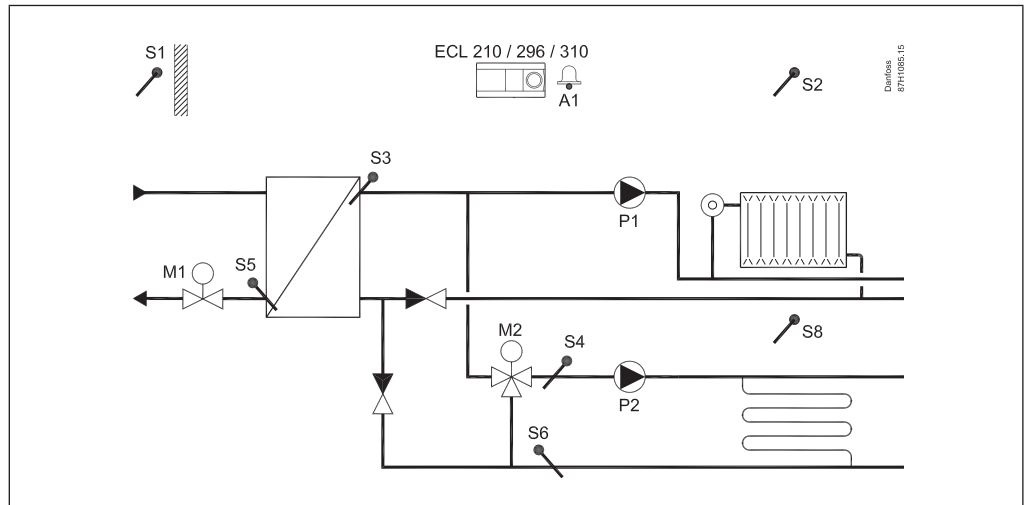 S1
ECL 210 / 296 / 310
A1
S2
Danfoss
87H1085.15
S3
P1
M1
S5
M2
S4
S8
P2
S6